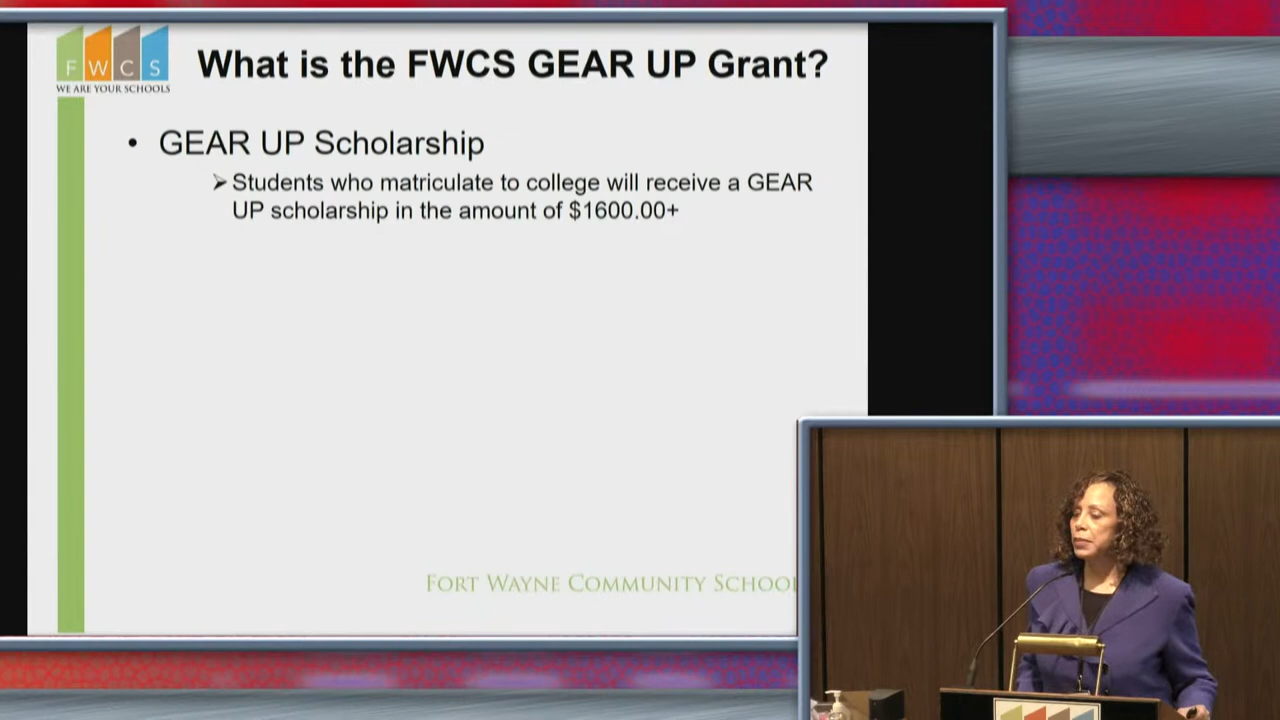 F W C S
WE ARE YOUR SCHOOLS
What is the FWCS GEAR UP Grant?
• GEAR UP Scholarship
➢ Students who matriculate to college will receive a GEAR
UP scholarship in the amount of $1600.00+
FORT WAYNE COMMUNITY SCHOOL